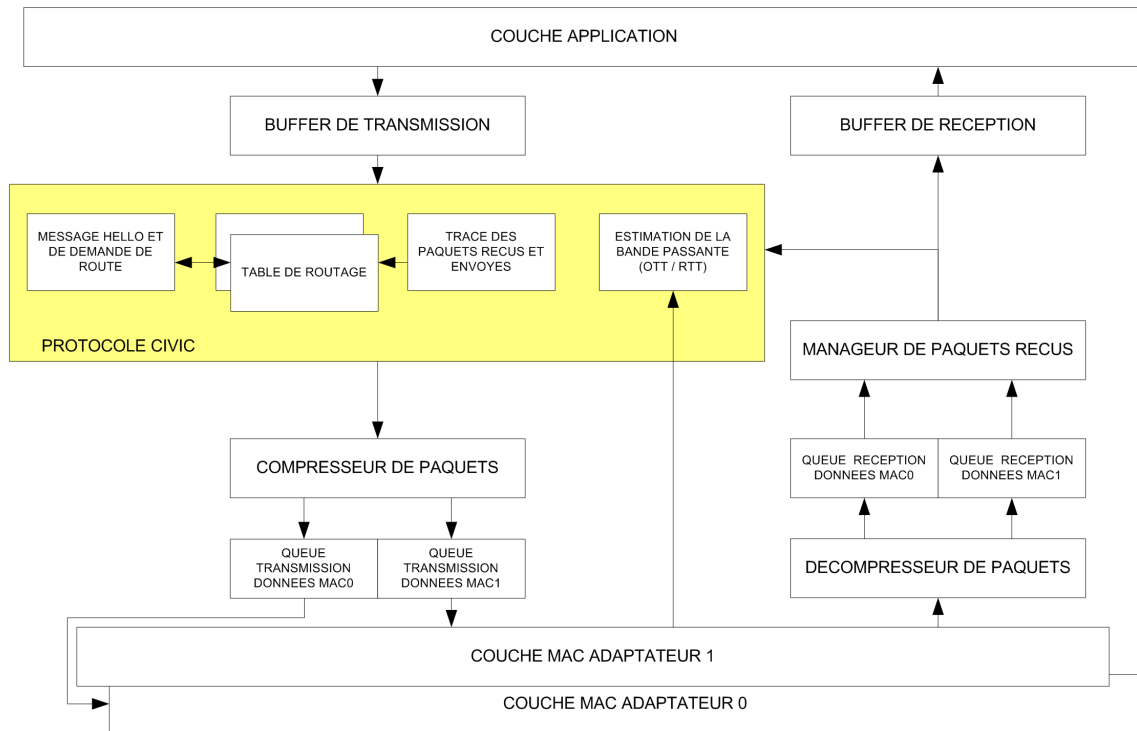 COUCHE APPLICATION
BUFFER DE TRANSMISSION
BUFFER DE RECEPTION
MESSAGE HELLO ET
DE DEMANDE DE
ROUTE
TABLE DE ROUTAGE
TRACE DES
PAQUETS RECUS ET
ENVOYES
ESTIMATION DE LA
BANDE PASSANTE
(OTT / RTT)
PROTOCOLE CIVIC
MANAGEUR DE PAQUETS RECUS
COMPRESSEUR DE PAQUETS
QUEUE RECEPTION
DONNEES MAC0
QUEUE RECEPTION
DONNEES MAC1
QUEUE
TRANSMISSION
DONNEES MAC0
QUEUE
TRANSMISSION
DONNEES MAC1
DECOMPRESSEUR DE PAQUETS
COUCHE MAC ADAPTATEUR 1
COUCHE MAC ADAPTATEUR 0